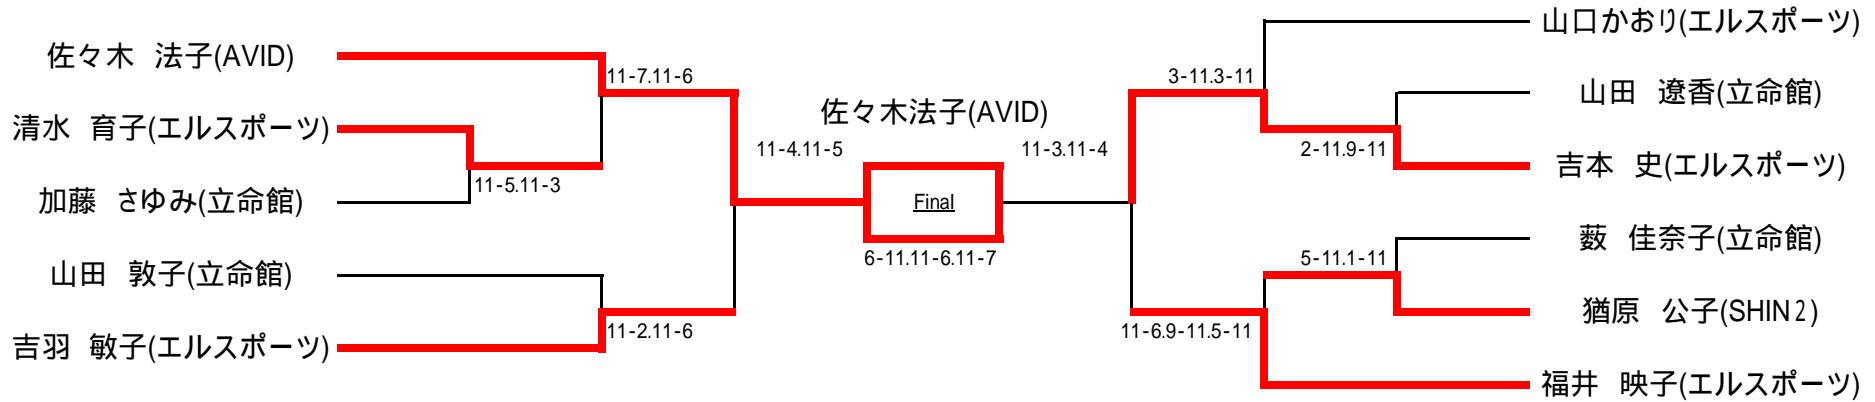 佐々木 法子(AVID)
11-7.11-6
清水 育子(エルスポーツ)
11-5.11-3
加藤 さゆみ(立命館)
山田 敦子(立命館)
11-2.11-6
吉羽 敏子(エルスポーツ)
11-4.11-5
佐々木法子(AVID)
Final
6-11.11-6.11-7
11-3.11-4
山口かおり(エルスポーツ)
3-11.3-11
山田 遼香(立命館)
2-11.9-11
吉本 史(エルスポーツ)
薮 佳奈子(立命館)
5-11.1-11
猶原 公子(SHIN2)
11-6.9-11.5-11
福井 映子(エルスポーツ)